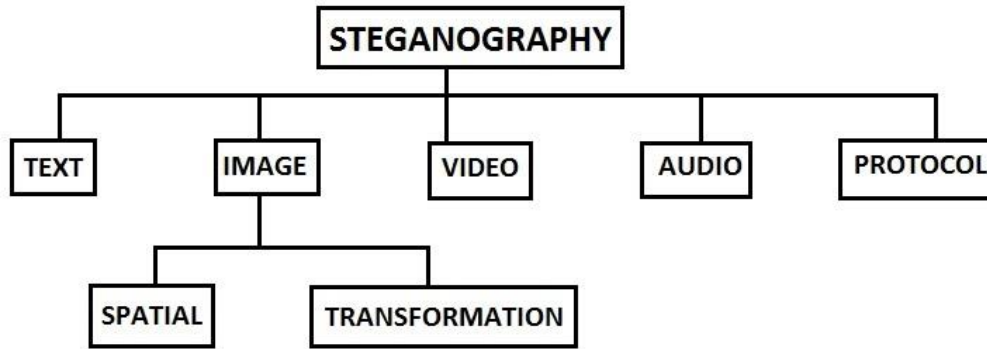 STEGANOGRAPHY
TEXT IMAGE VIDEO AUDIO PROTOCOL
SPATIAL TRANSFORMATION